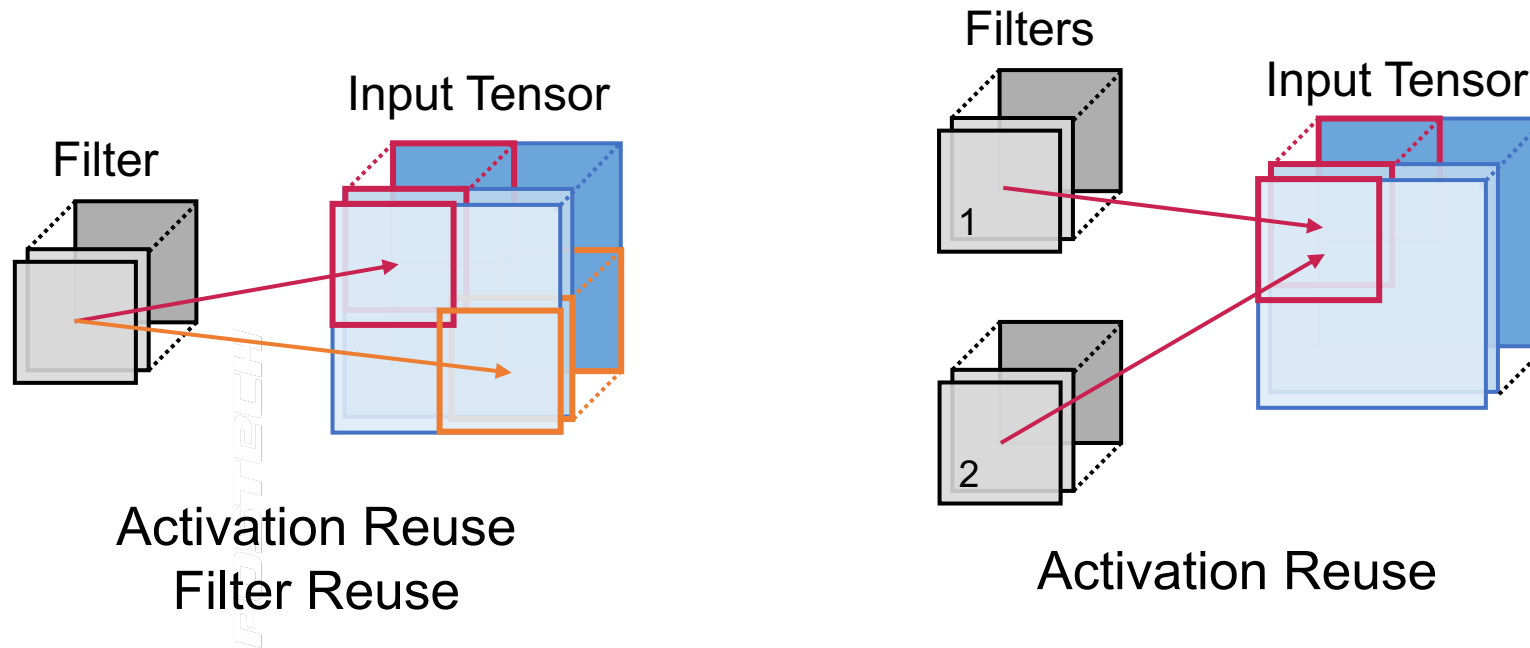 Filter
Input Tensor
Activation Reuse
Filter Reuse
Filters
1
2
Input Tensor
Activation Reuse